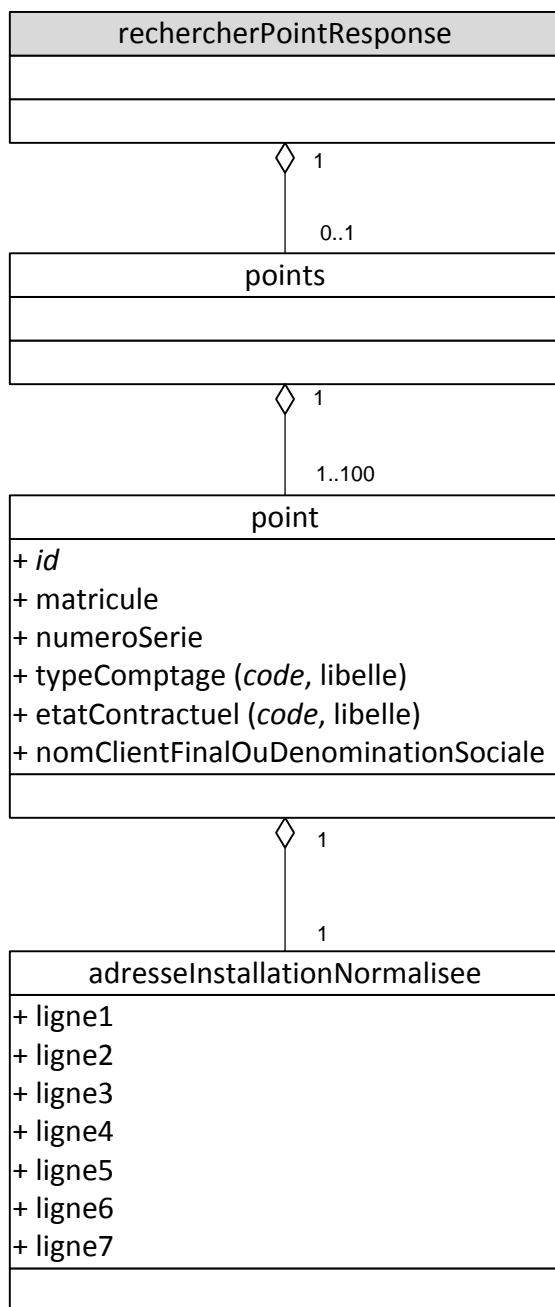 rechercherPointResponse
1
0..1
points
1
1..100
point
+ id
+ matricule
+ numeroSerie
+ typeComptage (code, libelle)
+ etatContractuel (code, libelle)
+ nomClientFinalOuDenominationSociale
1
1
adresseInstallationNormalisee
+ ligne1
+ ligne2
+ ligne3
+ ligne4
+ ligne5
+ ligne6
+ ligne7